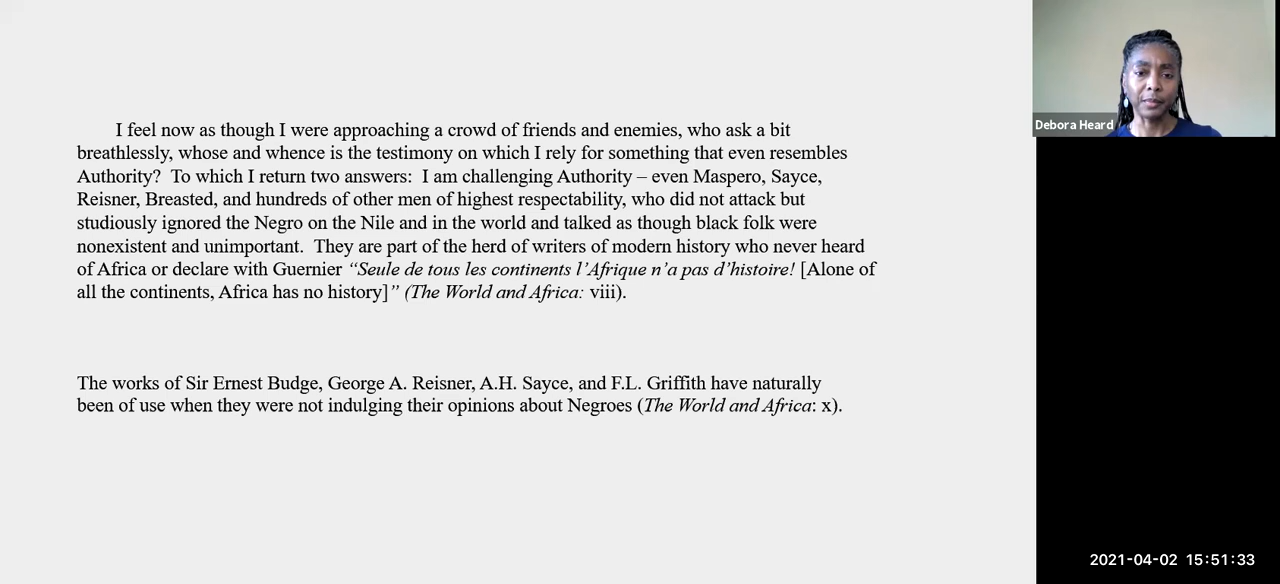 I feel now as though I were approaching a crowd of friends and enemies, who ask a bit
breathlessly, whose and whence is the testimony on which I rely for something that even resembles
Authority?  To which I return two answers:  I am challenging Authority – even Maspero, Sayce,
Reisner, Breasted, and hundreds of other men of highest respectability, who did not attack but
studiously ignored the Negro on the Nile and in the world and talked as though black folk were
nonexistent and unimportant.  They are part of the herd of writers of modern history who never heard
of Africa or declare with Guernier “Seule de tous les continents l’Afrique n’a pas d’histoire! [Alone of
all the continents, Africa has no history]” (The World and Africa: viii).
The works of Sir Ernest Budge, George A. Reisner, A.H. Sayce, and F.L. Griffith have naturally
been of use when they were not indulging their opinions about Negroes (The World and Africa: x).
Debora Heard
2021-04-02 15:51:33